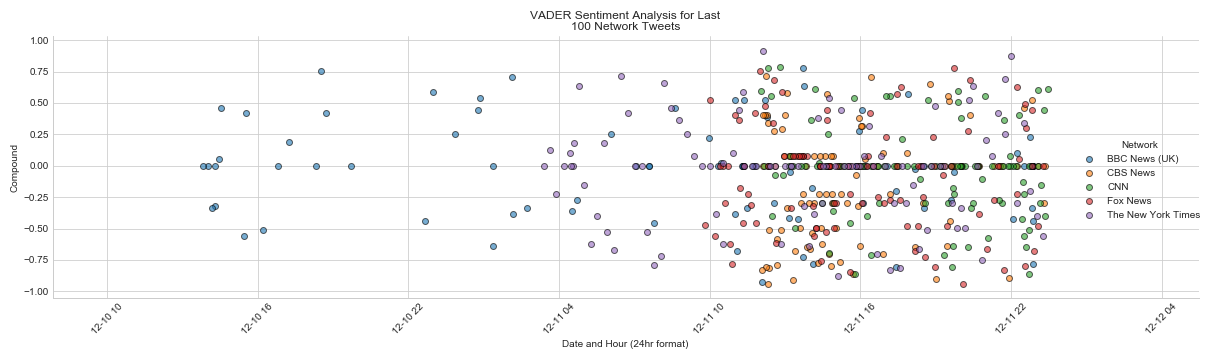 VADER Sentiment Analysis for Last
100 Network Tweets
Compound
1.00
0.75
0.50
0.25
0.00
−0.25
−0.50
−0.75
−1.00
Network
BBC News (UK)
CBS News
CNN
Fox News
The New York Times
12-10 10
12-10 16
12-10 22
12-11 04
12-11 10
12-11 16
12-11 22
12-12 04
Date and Hour (24hr format)